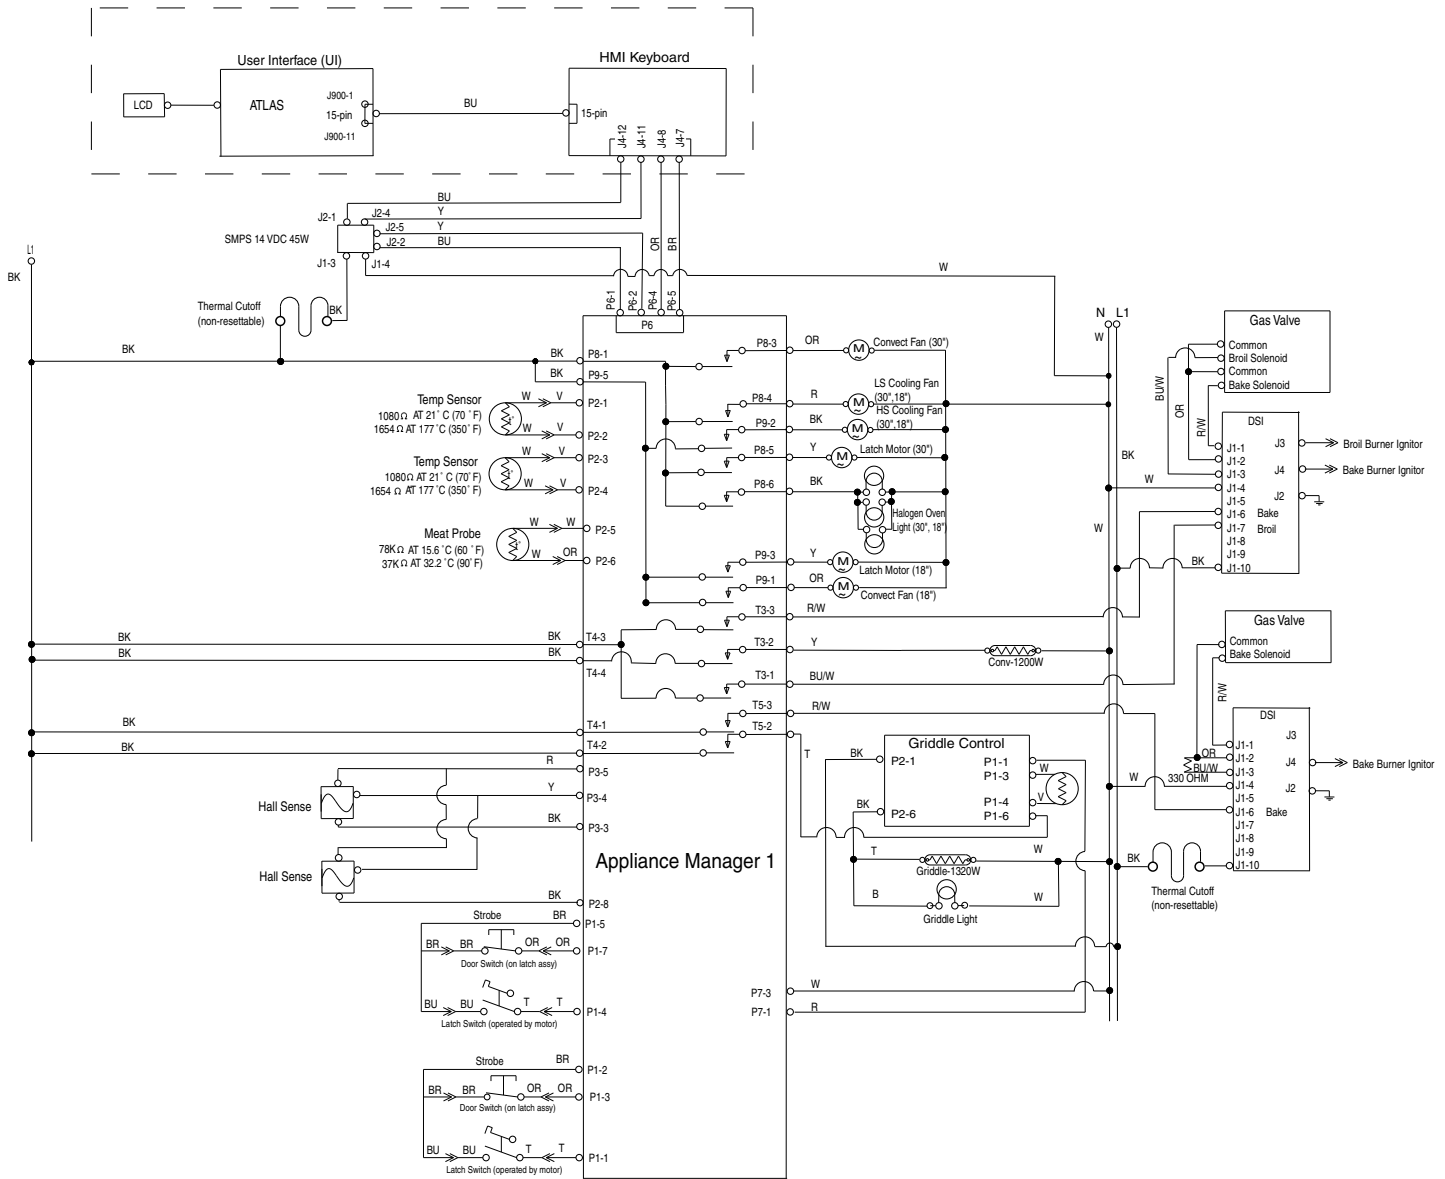 User Interface (UI)
HMI Keyboard
LCD
ATLAS
J900-1
15-pin
J900-11
BU
15-pin
J4-12
J4-11
J4-8
J4-7
BU
J2-1
J2-4
Y
J2-5
Y
SMPS 14 VDC 45W
J2-2
BU
OR
BR
J1-3
J1-4
W
L1
BK
Thermal Cutoff
(non-resettable)
BK
P6-1
P6-2
P6-4
P6-5
P6
N
L1
W
BK
BK
P8-1
BK
P9-5
P8-3
OR
M
~
Convect Fan (30")
Temp Sensor
1080Ω AT 21˚C (70˚F)
1654Ω AT 177˚C (350˚F)
W
V
P2-1
W
V
P2-2
P8-4
R
M
~
LS Cooling Fan
(30",18")
P9-2
BK
M
~
HS Cooling Fan
(30",18")
Temp Sensor
1080Ω AT 21˚C (70˚F)
1654 Ω AT 177˚C (350˚F)
W
V
P2-3
W
V
P2-4
P8-5
Y
M
~
Latch Motor (30")
P8-6
BK
Halogen Oven
Light (30", 18")
Meat Probe
78KΩ AT 15.6˚C (60˚F)
37KΩ AT 32.2˚C (90˚F)
W
W
P2-5
W
OR
P2-6
P9-3
Y
M
~
Latch Motor (18")
P9-1
OR
M
~
Convect Fan (18")
BK
W
Gas Valve
Common
Broil Solenoid
Common
Bake Solenoid
BU/W
OR
R/W
DSI
J1-1
J1-2
J1-3
W
J1-4
J1-5
J1-6
Bake
J1-7
Broil
J1-8
J1-9
BK
J1-10
J3
Broil Burner Ignitor
J4
Bake Burner Ignitor
J2
T3-3
R/W
BK
BK
T4-3
BK
BK
T4-4
T3-2
Y
Conv-1200W
T3-1
BU/W
T5-3
R/W
BK
BK
T4-1
T5-2
BK
BK
T4-2
T
Gas Valve
Common
Bake Solenoid
R/W
DSI
J1-1
OR
J1-2
BU/W
J1-3
330 OHM
W
J1-4
J1-5
J1-6
Bake
J1-7
J1-8
J1-9
J1-10
J3
J4
Bake Burner Ignitor
J2
BK
Thermal Cutoff
(non-resettable)
Griddle Control
BK
P2-1
P1-1
P1-3
W
P1-4
V
BK
P2-6
P1-6
T
W
Griddle-1320W
B
W
Griddle Light
R
P3-5
Y
P3-4
Hall Sense
BK
P3-3
Appliance Manager 1
Hall Sense
BK
P2-8
Strobe
BR
P1-5
BR
BR
OR
OR
P1-7
Door Switch (on latch assy)
BU
BU
T
T
P1-4
Latch Switch (operated by motor)
P7-3
W
P7-1
R
Strobe
BR
P1-2
BR
BR
OR
OR
P1-3
Door Switch (on latch assy)
BU
BU
T
T
P1-1
Latch Switch (operated by motor)